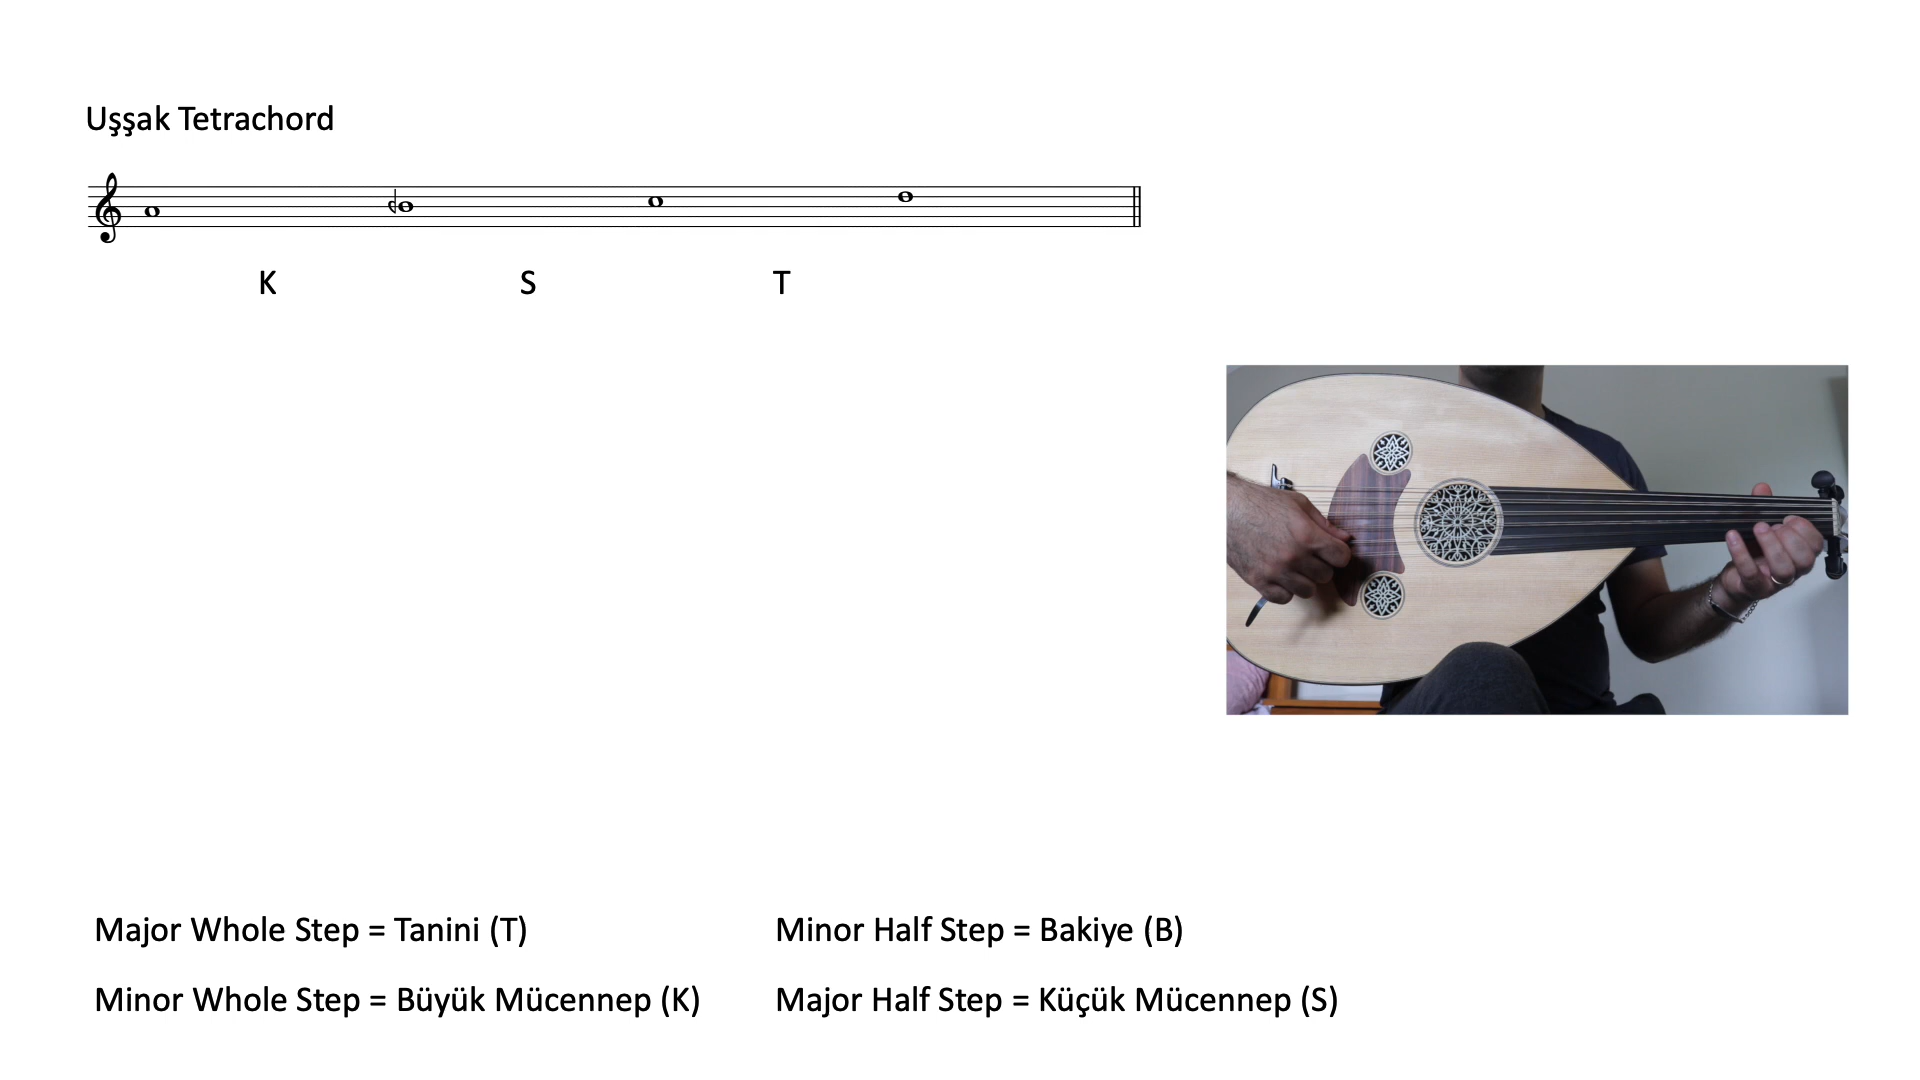 Uşşak Tetrachord
K S T
Major Whole Step = Tanini (T)
Minor Half Step = Bakiye (B)
Minor Whole Step = Büyük Mücennep (K)
Major Half Step = Küçük Mücennep (S)